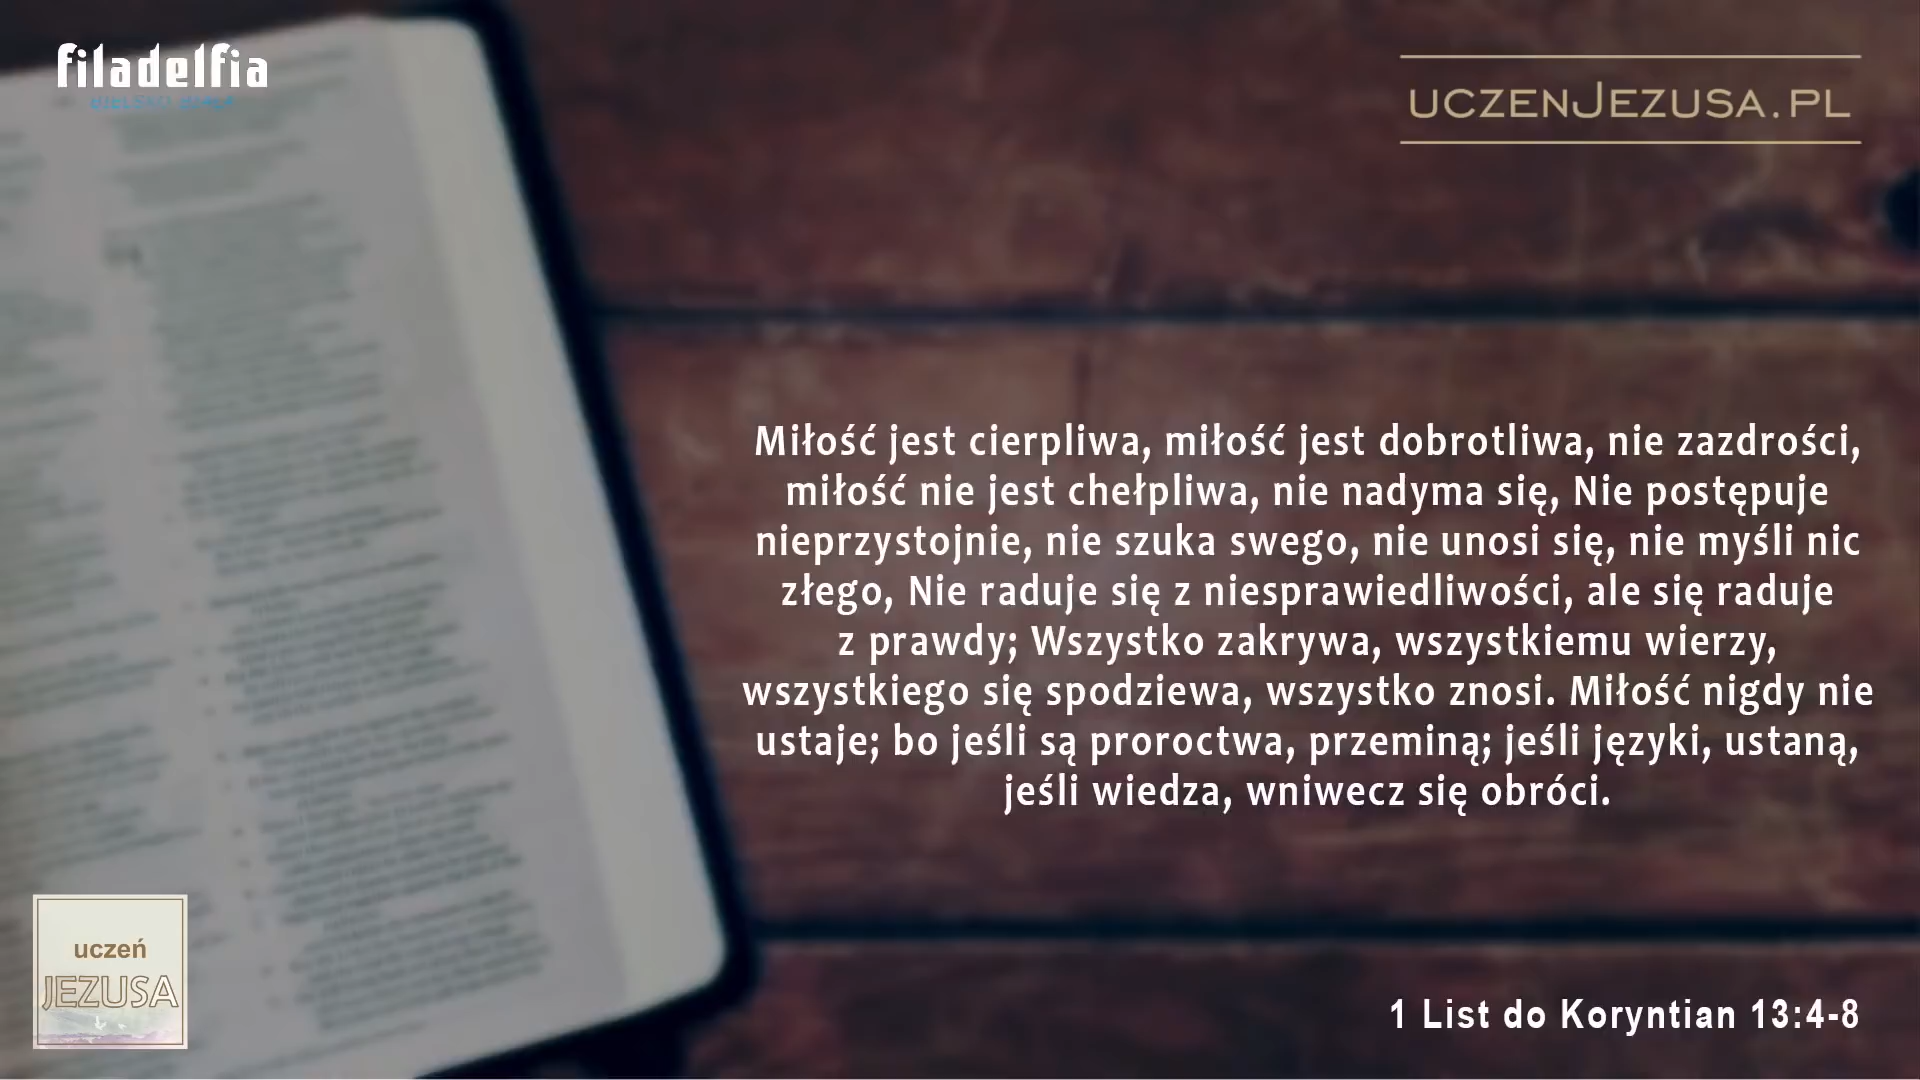 filadelfia
UCZENJEZUSA.PL
Miłość jest cierpliwa, miłość jest dobrotliwa, nie zazdrości,
miłość nie jest chełpliwa, nie nadyma się, Nie postępuje
nieprzystojnie, nie szuka swego, nie unosi się, nie myśli nic
złego, Nie raduje się z niesprawiedliwości, ale się raduje
z prawdy; Wszystko zakrywa, wszystkiemu wierzy,
wszystkiego się spodziewa, wszystko znosi. Miłość nigdy nie
ustaje; bo jeśli są proroctwa, przeminą; jeśli języki, ustaną,
jeśli wiedza, wniwecz się obróci.
uczeń
JEZUSA
1 List do Koryntian 13:4-8